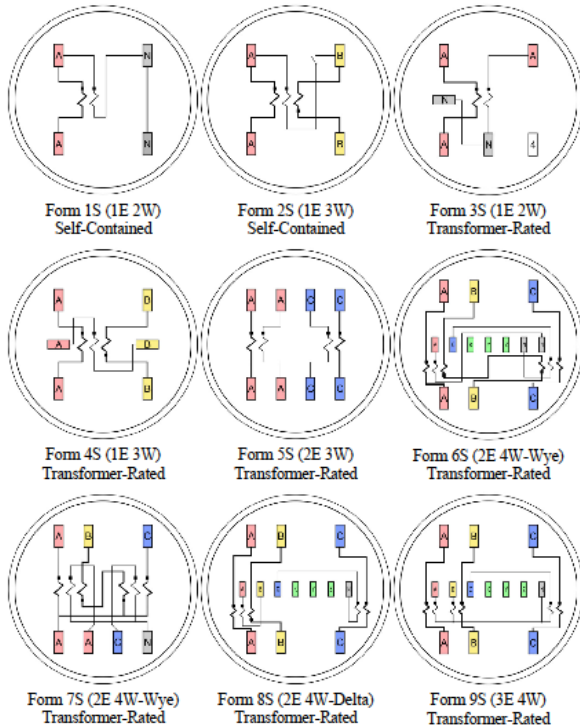 A N
A N
Form 1S (1E 2W)
Self-Contained
A B
A B
Form 2S (1E 3W)
Self-Contained
A A
N
A N 4
Form 3S (1E 2W)
Transformer-Rated
A D
A D
A B
Form 4S (1E 3W)
Transformer-Rated
A A C C
A A C C
Form 5S (2E 3W)
Transformer-Rated
A B C
A B C
Form 6S (2E 4W-Wye)
Transformer-Rated
A B C
A A C N
Form 7S (2E 4W-Wye)
Transformer-Rated
A B C
A B C
Form 8S (2E 4W-Delta)
Transformer-Rated
A B C
A B C
Form 9S (3E 4W)
Transformer-Rated